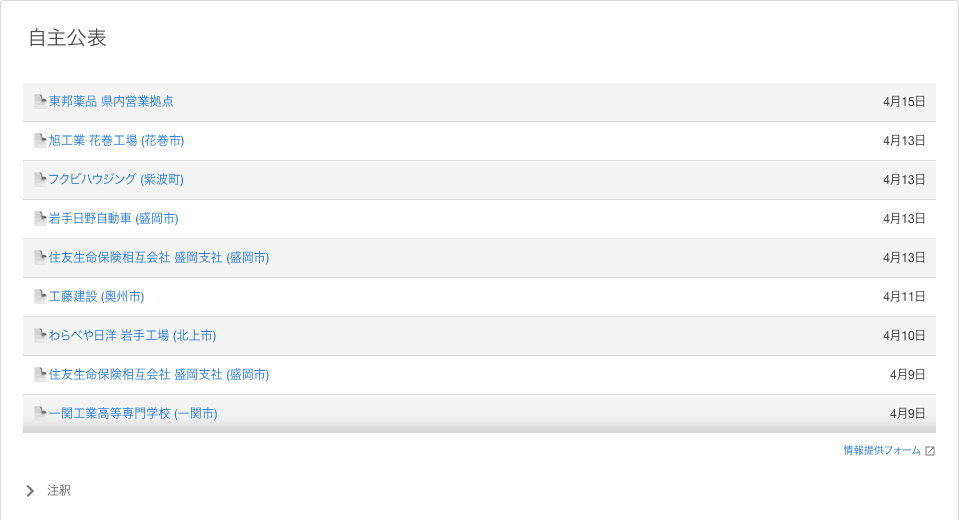 自主公表
東邦薬品 県内営業拠点 4月15日
旭工業 花巻工場 (花巻市) 4月13日
フクビハウジング (紫波町) 4月13日
岩手日野自動車 (盛岡市) 4月13日
住友生命保険相互会社 盛岡支社 (盛岡市) 4月13日
工藤建設 (奥州市) 4月11日
わらべや日洋 岩手工場 (北上市) 4月10日
住友生命保険相互会社 盛岡支社 (盛岡市) 4月9日
一関工業高等専門学校 (一関市) 4月9日
情報提供フォーム
注釈